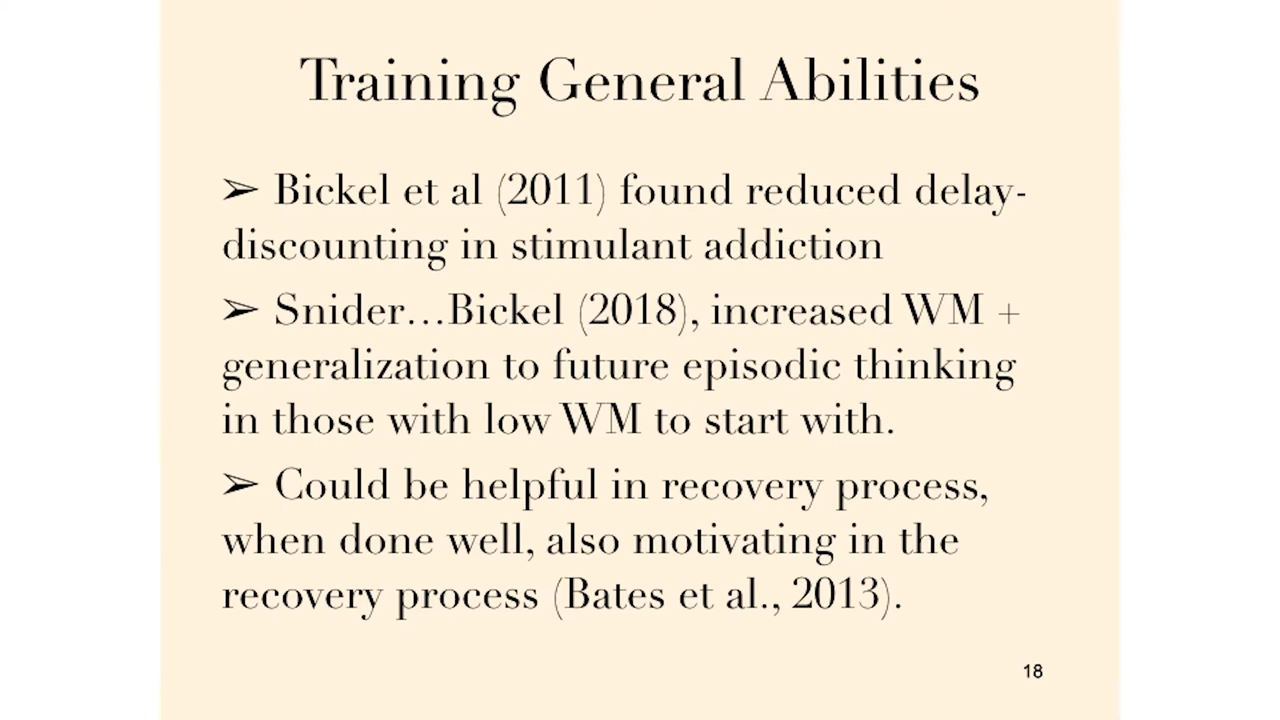 Training General Abilities
➢ Bickel et al (2011) found reduced delay-
discounting in stimulant addiction
➢ Snider…Bickel (2018), increased WM +
generalization to future episodic thinking
in those with low WM to start with.
➢ Could be helpful in recovery process,
when done well, also motivating in the
recovery process (Bates et al., 2013).
18